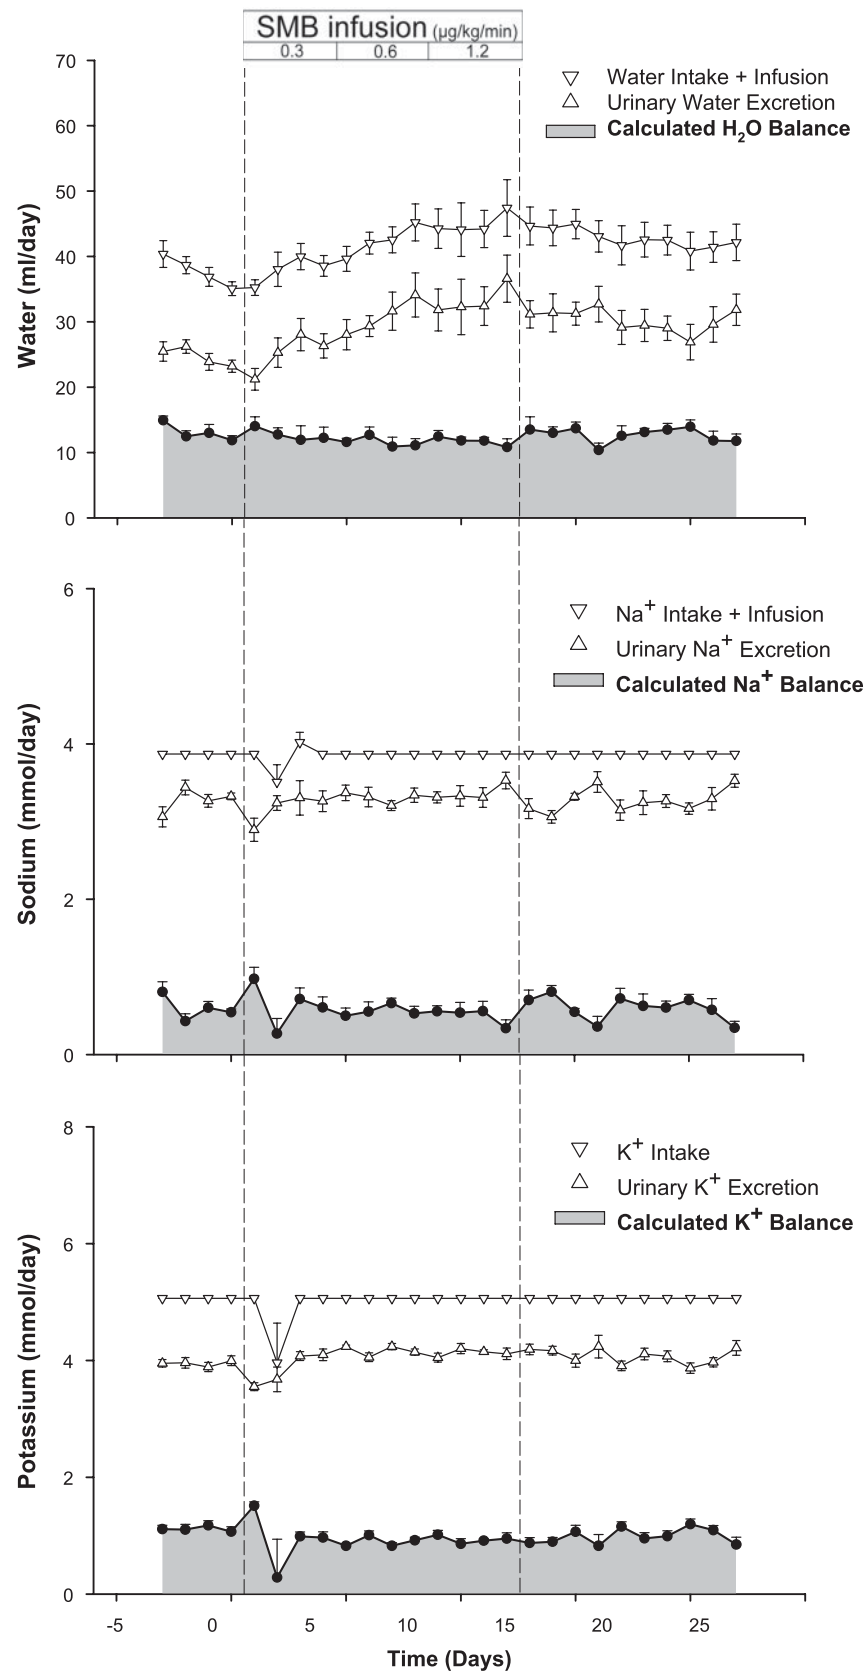 SMB infusion (µg/kg/min)
0.3 0.6 1.2
70
60
50
40
30
20
10
0
Water (ml/day)
Water Intake + Infusion
Urinary Water Excretion
Calculated H₂O Balance
6
4
2
0
Sodium (mmol/day)
Na⁺ Intake + Infusion
Urinary Na⁺ Excretion
Calculated Na⁺ Balance
8
6
4
2
0
Potassium (mmol/day)
K⁺ Intake
Urinary K⁺ Excretion
Calculated K⁺ Balance
-5 0 5 10 15 20 25
Time (Days)